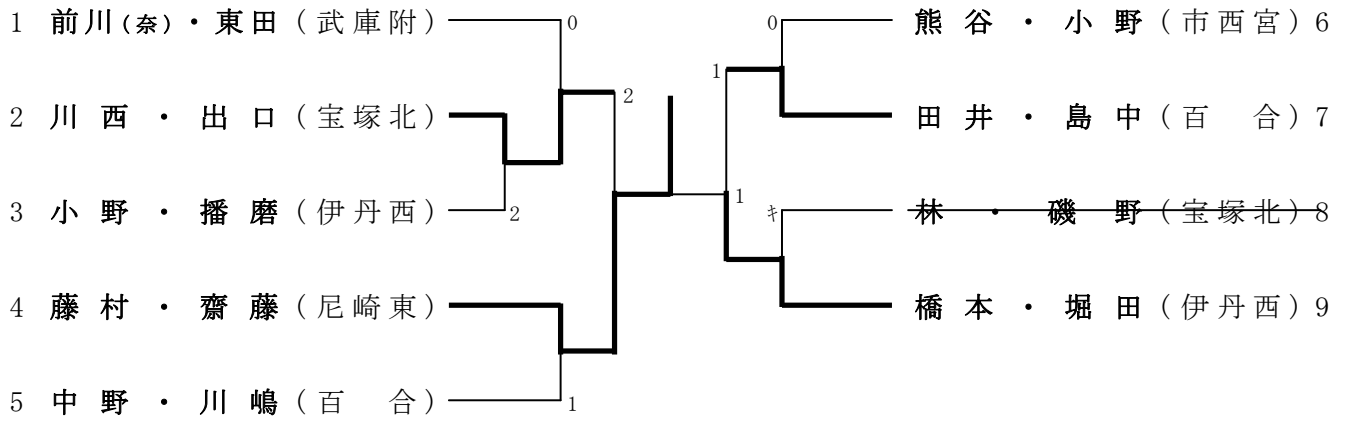 1 前川(奈)・東田(武庫附)
0
2 川西・出口(宝塚北)
2
3 小野・播磨(伊丹西)
2
4 藤村・齋藤(尼崎東)
5 中野・川嶋(百 合)
1
0
熊谷・小野(市西宮)6
1
田井・島中(百 合)7
1
キ
林・磯野(宝塚北)8
橋本・堀田(伊丹西)9